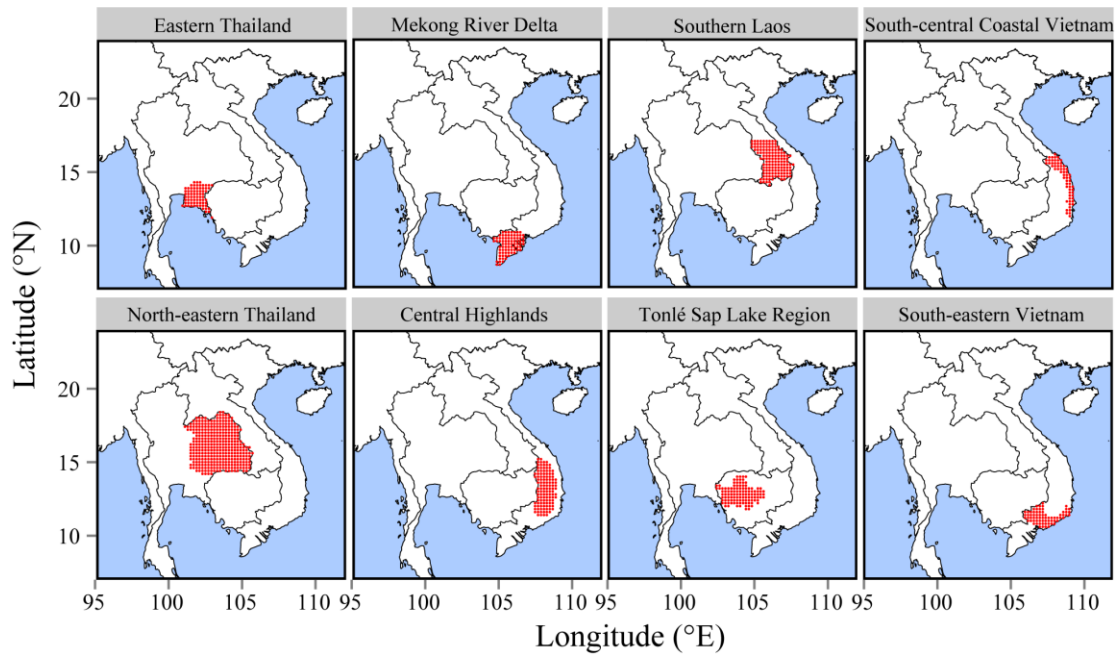 Eastern Thailand
Mekong River Delta
Southern Laos
South-central Coastal Vietnam
20
15
10
North-eastern Thailand
Central Highlands
Tonlé Sap Lake Region
South-eastern Vietnam
20
15
10
Latitude (°N)
95 100 105 110 95 100 105 110 95 100 105 110 95 100 105 110
Longitude (°E)